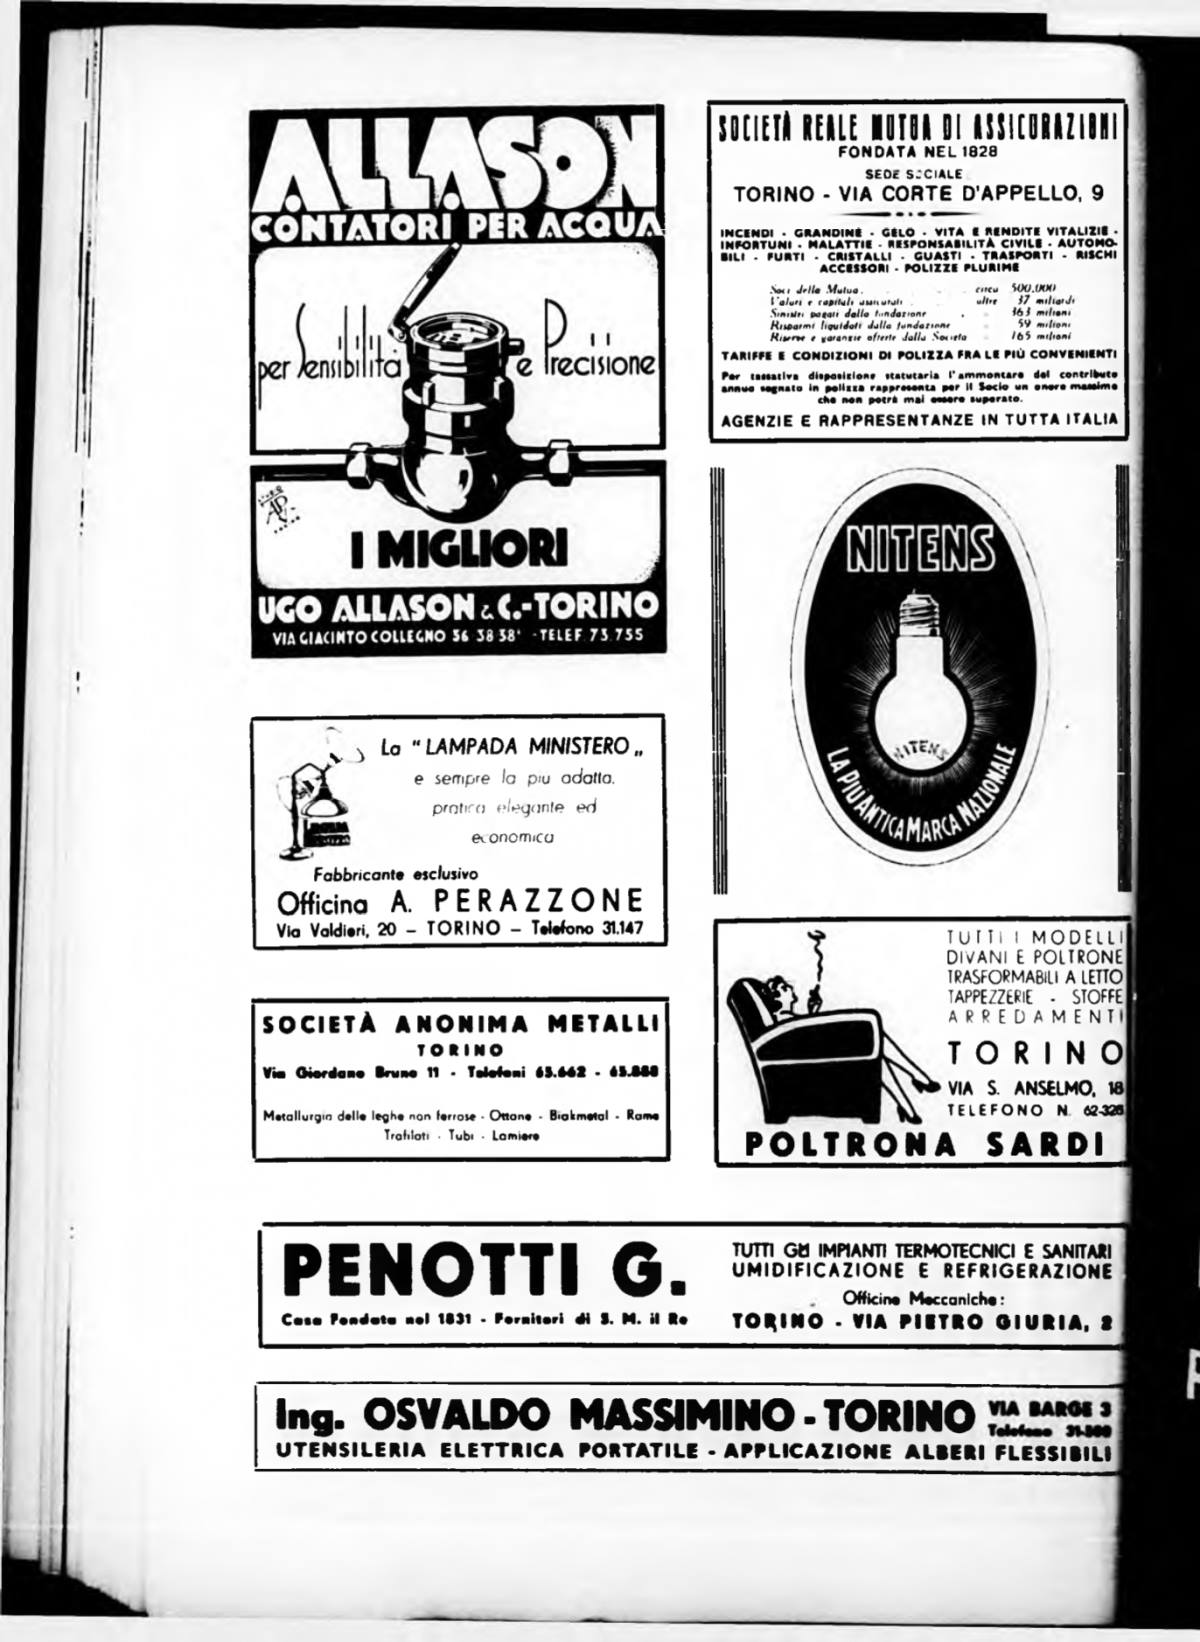 ALLASON
CONTATORI PER ACQUA
per Sensibilità e Precisione
I MIGLIORI
UGO ALLASON & C.-TORINO
VIA GIACINTO COLLEGNO 36 38 38' - TELEF. 73.755
SOCIETÀ REALE MUTUA DI ASSICURAZIONI
FONDATA NEL 1828
SEDE SOCIALE
TORINO - VIA CORTE D'APPELLO, 9
INCENDI - GRANDINE - GELO - VITA E RENDITE VITALIZIE -
INFORTUNI - MALATTIE - RESPONSABILITÀ CIVILE - AUTOMO-
BILI - FURTI - CRISTALLI - GUASTI - TRASPORTI - RISCHI
ACCESSORI - POLIZZE PLURIME
Soci della Mutua. circa 500.000
Valori e capitali assicurati oltre 37 miliardi
Sinistri pagati dalla fondazione 363 milioni
Risparmi liquidati dalla fondazione 59 milioni
Riserve e garanzie offerte dalla Società 165 milioni
TARIFFE E CONDIZIONI DI POLIZZA FRA LE PIÙ CONVENIENTI
Per tassativa disposizione statutaria l'ammontare del contributo
annuo segnato in polizza rappresenta per il Socio un onere massimo
che non potrà mai essere superato.
AGENZIE E RAPPRESENTANZE IN TUTTA ITALIA
NITENS
NITENS
LA PIÙ ANTICA MARCA NAZIONALE
La "LAMPADA MINISTERO„
e sempre la piu adatta.
pratica elegante ed
economica
Fabbricante esclusivo
Officina A. PERAZZONE
Via Valdieri, 20 – TORINO – Telefono 31.147
SOCIETÀ ANONIMA METALLI
TORINO
Via Giordano Bruno 11 - Telefoni 65.662 - 65.888
Metallurgia delle leghe non ferrose - Ottone - Biakmetal - Rame
Trafilati - Tubi - Lamiere
TUTTI I MODELLI
DIVANI E POLTRONE
TRASFORMABILI A LETTO
TAPPEZZERIE - STOFFE
ARREDAMENTI
TORINO
VIA S. ANSELMO, 18
TELEFONO N. 62-326
POLTRONA SARDI
PENOTTI G.
Casa Fondata nel 1831 - Fornitori di S. M. il Re
TUTTI GLI IMPIANTI TERMOTECNICI E SANITARI
UMIDIFICAZIONE E REFRIGERAZIONE
Officine Meccaniche:
TORINO - VIA PIETRO GIURIA, 2
Ing. OSVALDO MASSIMINO - TORINO VIA BARGE 3
Telefono
UTENSILERIA ELETTRICA PORTATILE - APPLICAZIONE ALBERI FLESSIBILI